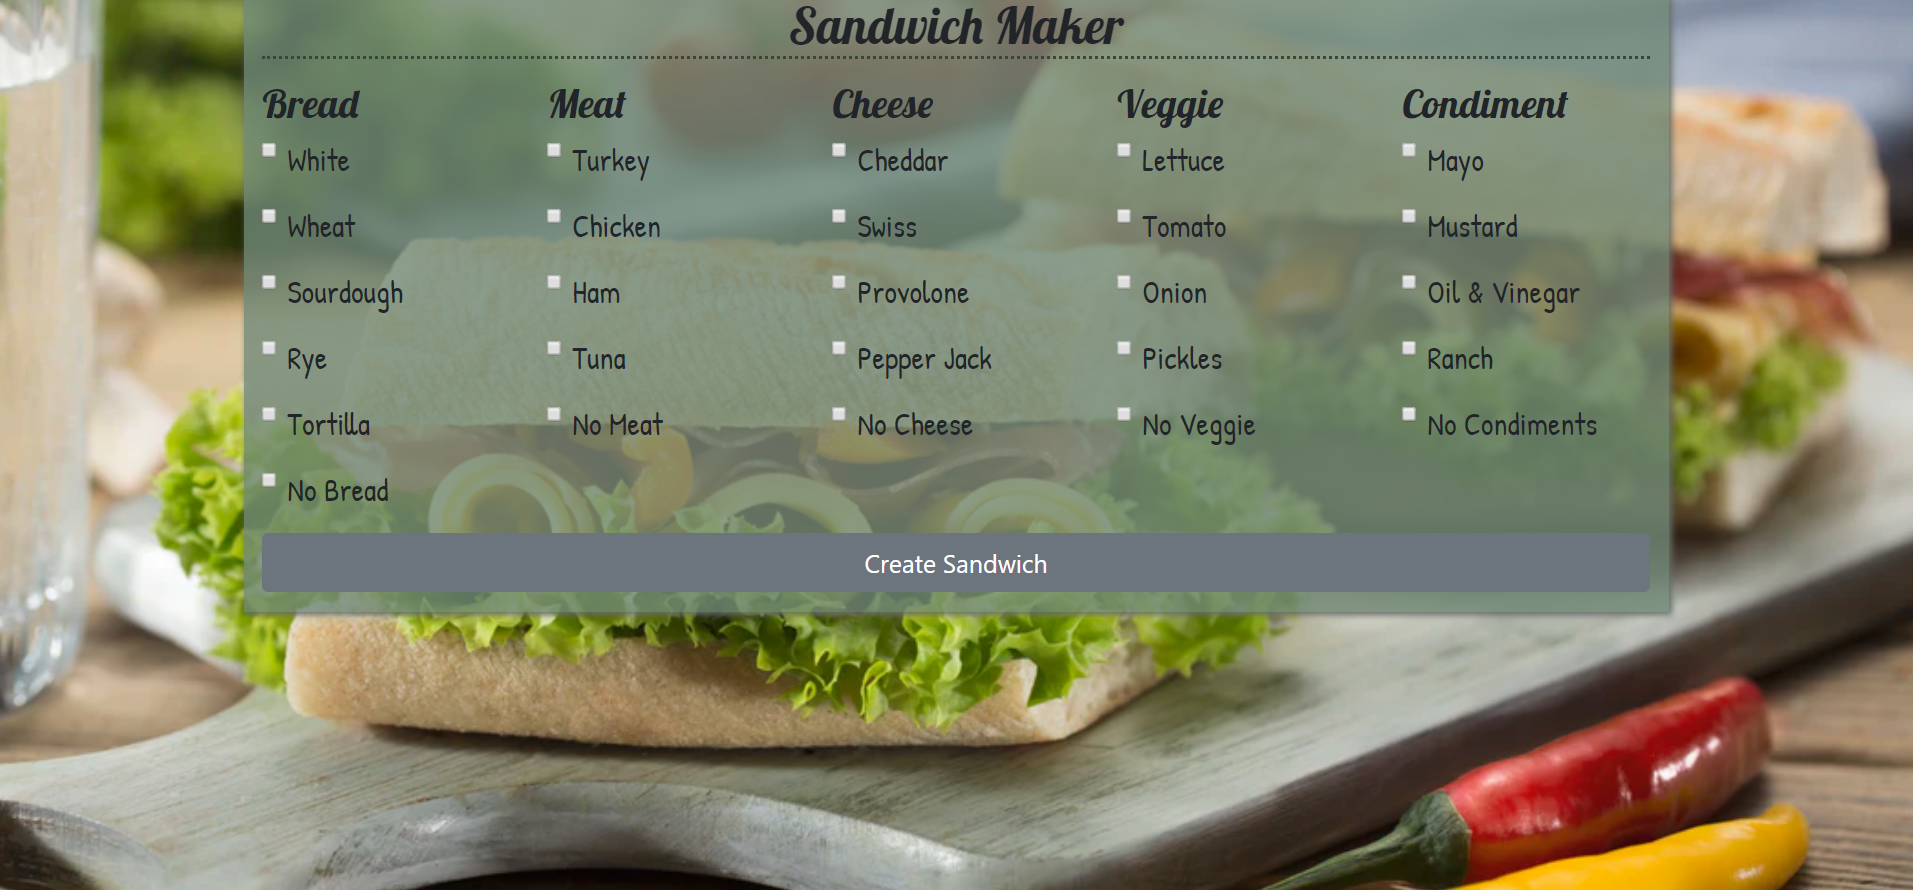 Sandwich Maker
Bread
White
Wheat
Sourdough
Rye
Tortilla
No Bread
Meat
Turkey
Chicken
Ham
Tuna
No Meat
Cheese
Cheddar
Swiss
Provolone
Pepper Jack
No Cheese
Veggie
Lettuce
Tomato
Onion
Pickles
No Veggie
Condiment
Mayo
Mustard
Oil & Vinegar
Ranch
No Condiments
Create Sandwich